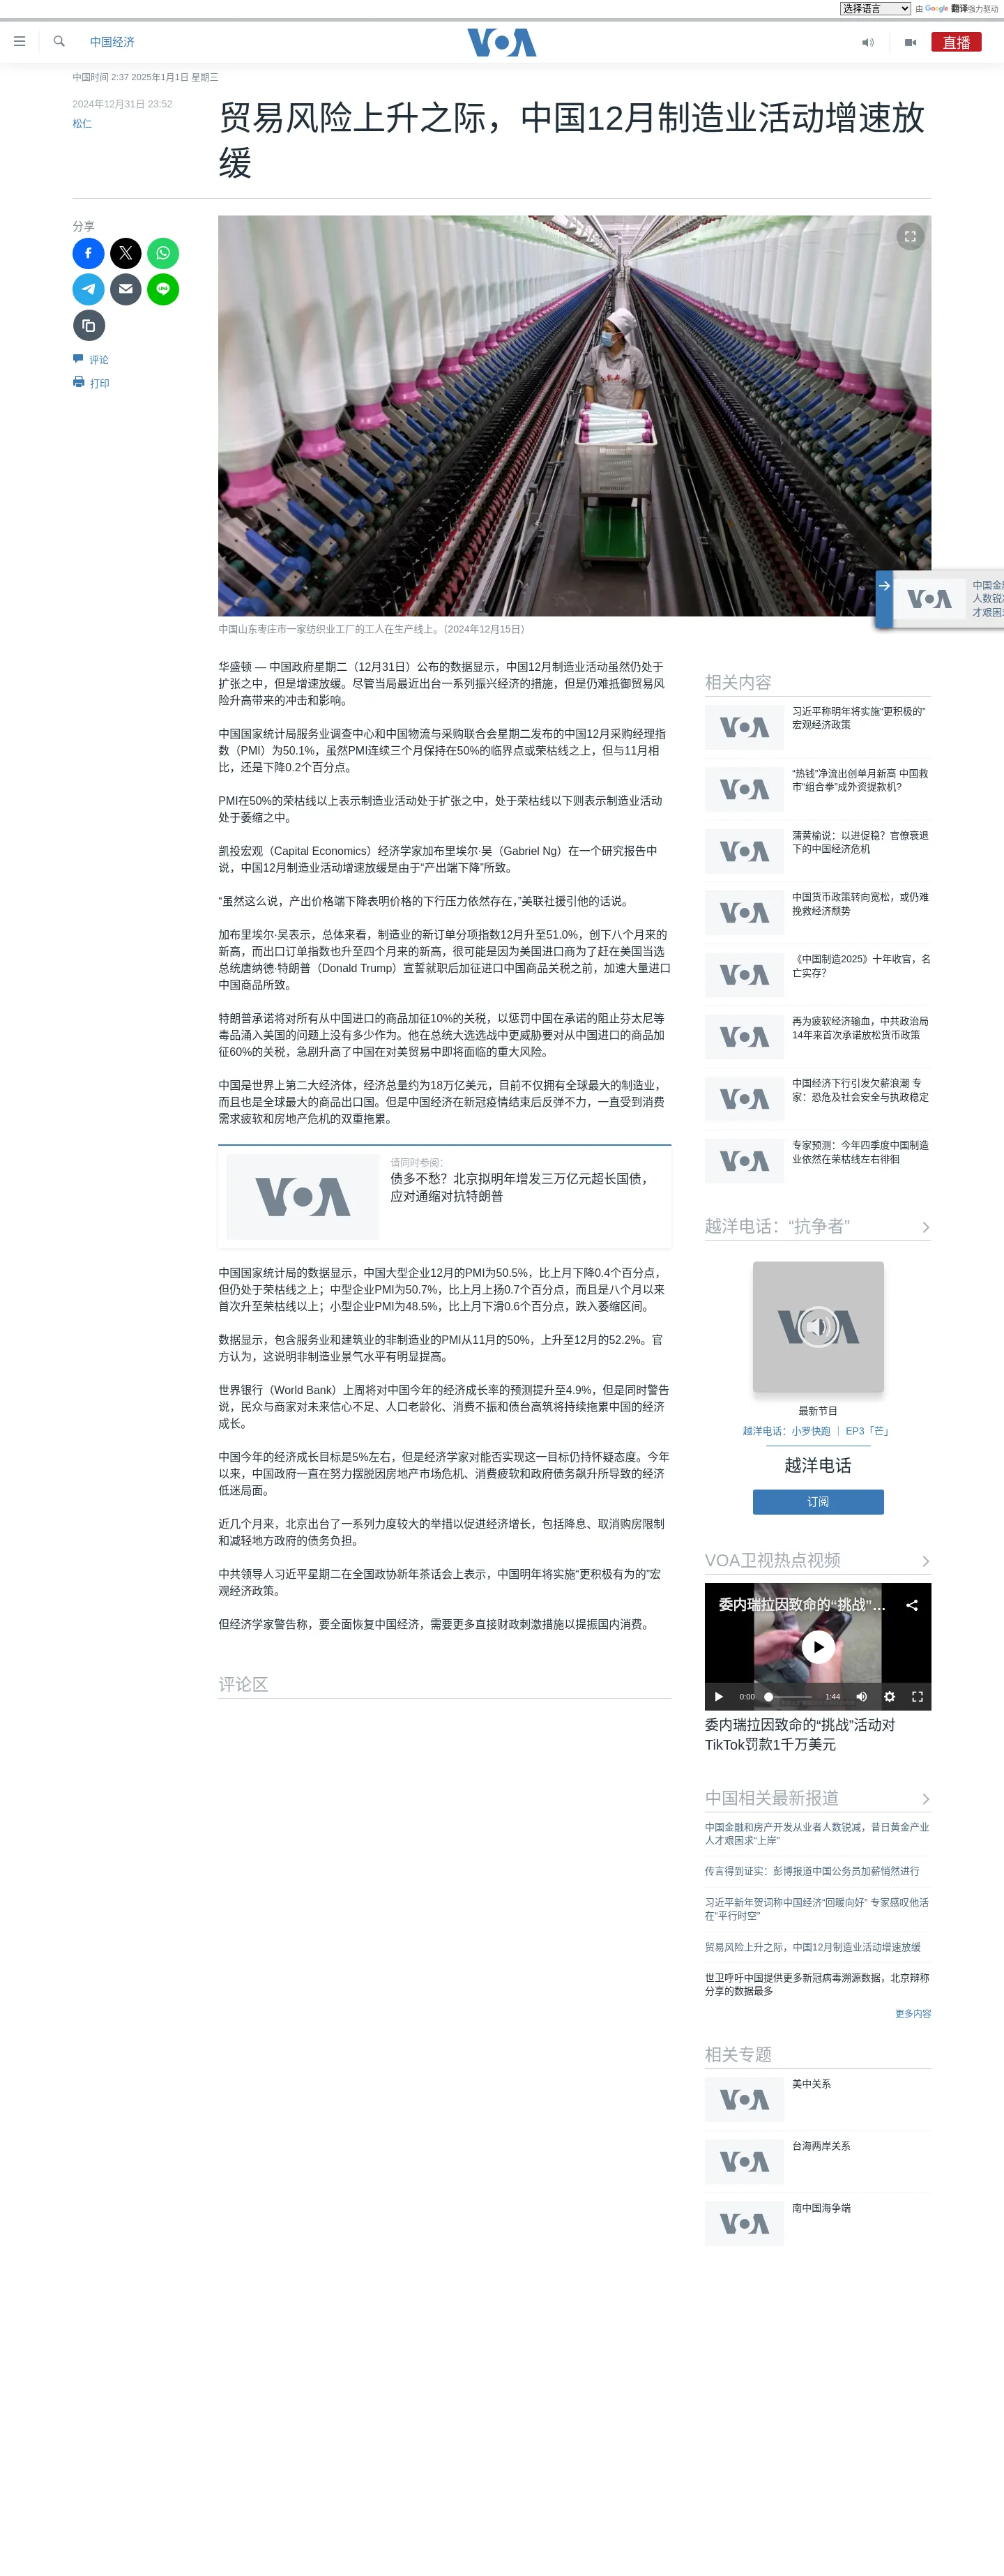 选择语言
由 Google 翻译强力驱动
中国经济
VOA
直播
中国时间 2:37 2025年1月1日 星期三
2024年12月31日 23:52
松仁
贸易风险上升之际，中国12月制造业活动增速放
缓
分享
LINE
评论
打印
中国金融
人数锐减
才艰困求
VOA
中国山东枣庄市一家纺织业工厂的工人在生产线上。（2024年12月15日）
华盛顿 — 中国政府星期二（12月31日）公布的数据显示，中国12月制造业活动虽然仍处于
扩张之中，但是增速放缓。尽管当局最近出台一系列振兴经济的措施，但是仍难抵御贸易风
险升高带来的冲击和影响。
中国国家统计局服务业调查中心和中国物流与采购联合会星期二发布的中国12月采购经理指
数（PMI）为50.1%，虽然PMI连续三个月保持在50%的临界点或荣枯线之上，但与11月相
比，还是下降0.2个百分点。
PMI在50%的荣枯线以上表示制造业活动处于扩张之中，处于荣枯线以下则表示制造业活动
处于萎缩之中。
凯投宏观（Capital Economics）经济学家加布里埃尔·吴（Gabriel Ng）在一个研究报告中
说，中国12月制造业活动增速放缓是由于“产出端下降”所致。
“虽然这么说，产出价格端下降表明价格的下行压力依然存在，”美联社援引他的话说。
加布里埃尔·吴表示，总体来看，制造业的新订单分项指数12月升至51.0%，创下八个月来的
新高，而出口订单指数也升至四个月来的新高，很可能是因为美国进口商为了赶在美国当选
总统唐纳德·特朗普（Donald Trump）宣誓就职后加征进口中国商品关税之前，加速大量进口
中国商品所致。
特朗普承诺将对所有从中国进口的商品加征10%的关税，以惩罚中国在承诺的阻止芬太尼等
毒品涌入美国的问题上没有多少作为。他在总统大选选战中更威胁要对从中国进口的商品加
征60%的关税，急剧升高了中国在对美贸易中即将面临的重大风险。
中国是世界上第二大经济体，经济总量约为18万亿美元，目前不仅拥有全球最大的制造业，
而且也是全球最大的商品出口国。但是中国经济在新冠疫情结束后反弹不力，一直受到消费
需求疲软和房地产危机的双重拖累。
VOA
请同时参阅：
债多不愁？北京拟明年增发三万亿元超长国债，
应对通缩对抗特朗普
中国国家统计局的数据显示，中国大型企业12月的PMI为50.5%，比上月下降0.4个百分点，
但仍处于荣枯线之上；中型企业PMI为50.7%，比上月上扬0.7个百分点，而且是八个月以来
首次升至荣枯线以上；小型企业PMI为48.5%，比上月下滑0.6个百分点，跌入萎缩区间。
数据显示，包含服务业和建筑业的非制造业的PMI从11月的50%，上升至12月的52.2%。官
方认为，这说明非制造业景气水平有明显提高。
世界银行（World Bank）上周将对中国今年的经济成长率的预测提升至4.9%，但是同时警告
说，民众与商家对未来信心不足、人口老龄化、消费不振和债台高筑将持续拖累中国的经济
成长。
中国今年的经济成长目标是5%左右，但是经济学家对能否实现这一目标仍持怀疑态度。今年
以来，中国政府一直在努力摆脱因房地产市场危机、消费疲软和政府债务飙升所导致的经济
低迷局面。
近几个月来，北京出台了一系列力度较大的举措以促进经济增长，包括降息、取消购房限制
和减轻地方政府的债务负担。
中共领导人习近平星期二在全国政协新年茶话会上表示，中国明年将实施“更积极有为的”宏
观经济政策。
但经济学家警告称，要全面恢复中国经济，需要更多直接财政刺激措施以提振国内消费。
评论区
相关内容
VOA
习近平称明年将实施“更积极的”
宏观经济政策
VOA
“热钱”净流出创单月新高 中国救
市“组合拳”成外资提款机？
VOA
蒲黄榆说：以进促稳？官僚衰退
下的中国经济危机
VOA
中国货币政策转向宽松，或仍难
挽救经济颓势
VOA
《中国制造2025》十年收官，名
亡实存？
VOA
再为疲软经济输血，中共政治局
14年来首次承诺放松货币政策
VOA
中国经济下行引发欠薪浪潮 专
家：恐危及社会安全与执政稳定
VOA
专家预测：今年四季度中国制造
业依然在荣枯线左右徘徊
越洋电话：“抗争者”
VOA
最新节目
越洋电话：小罗快跑 ｜ EP3「芒」
越洋电话
订阅
VOA卫视热点视频
委内瑞拉因致命的“挑战”...
0:00
1:44
委内瑞拉因致命的“挑战”活动对
TikTok罚款1千万美元
中国相关最新报道
中国金融和房产开发从业者人数锐减，昔日黄金产业
人才艰困求“上岸”
传言得到证实：彭博报道中国公务员加薪悄然进行
习近平新年贺词称中国经济“回暖向好” 专家感叹他活
在“平行时空”
贸易风险上升之际，中国12月制造业活动增速放缓
世卫呼吁中国提供更多新冠病毒溯源数据，北京辩称
分享的数据最多
更多内容
相关专题
VOA
美中关系
VOA
台海两岸关系
VOA
南中国海争端